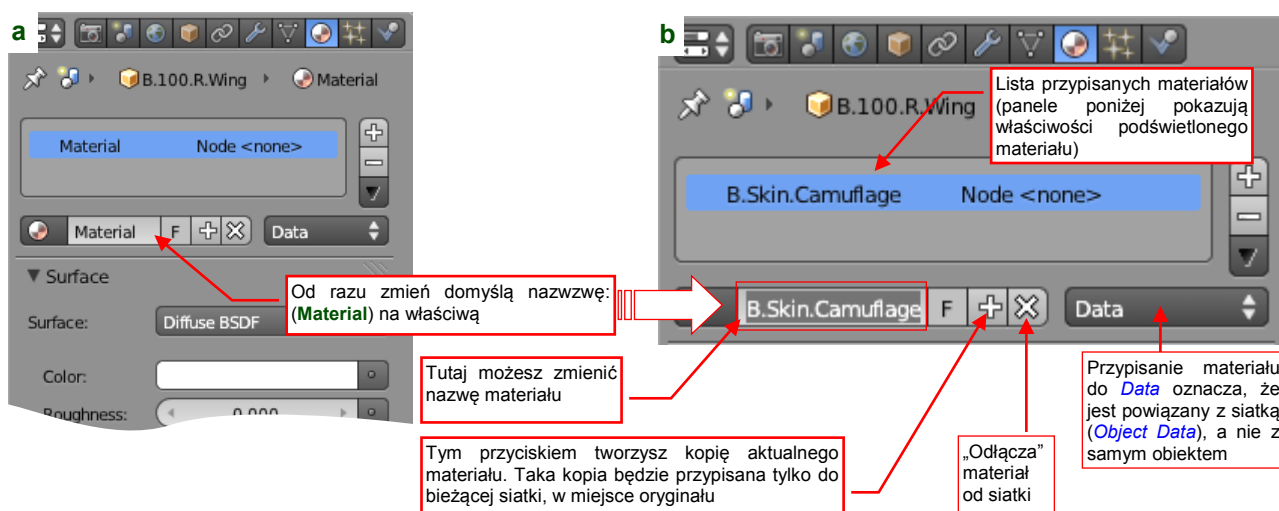 a
B.100.R.Wing
Material
Material Node <none>
Material F Data
Surface
Surface: Diffuse BSDF
Color:
Roughness: 0.000
Od razu zmień domyślą nazwzwę:
(Material) na właściwą
b
B.100.R.Wing
Lista przypisanych materiałów
(panele poniżej pokazują
właściwości podświetlonego
materiału)
B.Skin.Camuflage Node <none>
B.Skin.Camuflage F Data
Tutaj możesz zmienić
nazwę materiału
Tym przyciskiem tworzysz kopię aktualnego
materiału. Taka kopia będzie przypisana tylko do
bieżącej siatki, w miejsce oryginału
„Odłącza”
materiał
od siatki
Przypisanie materiału
do Data oznacza, że
jest powiązany z siatką
(Object Data), a nie z
samym obiektem